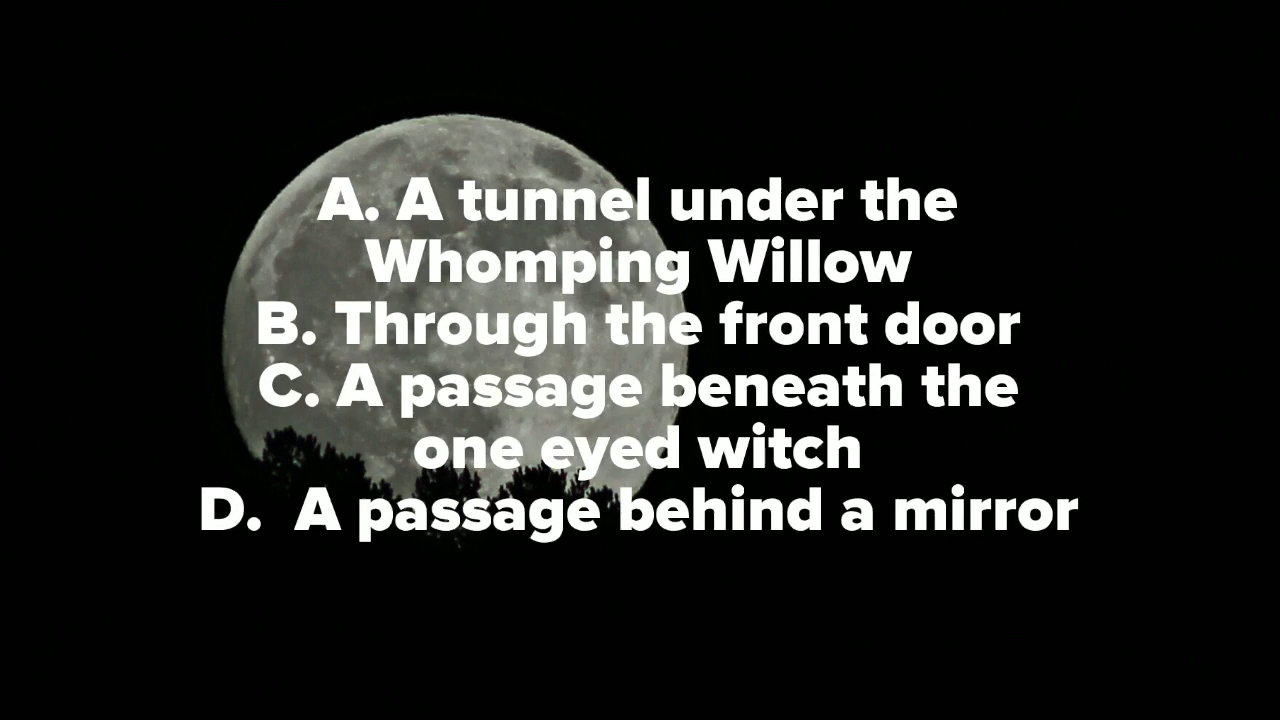 A. A tunnel under the
Whomping Willow
B. Through the front door
C. A passage beneath the
one eyed witch
D.  A passage behind a mirror